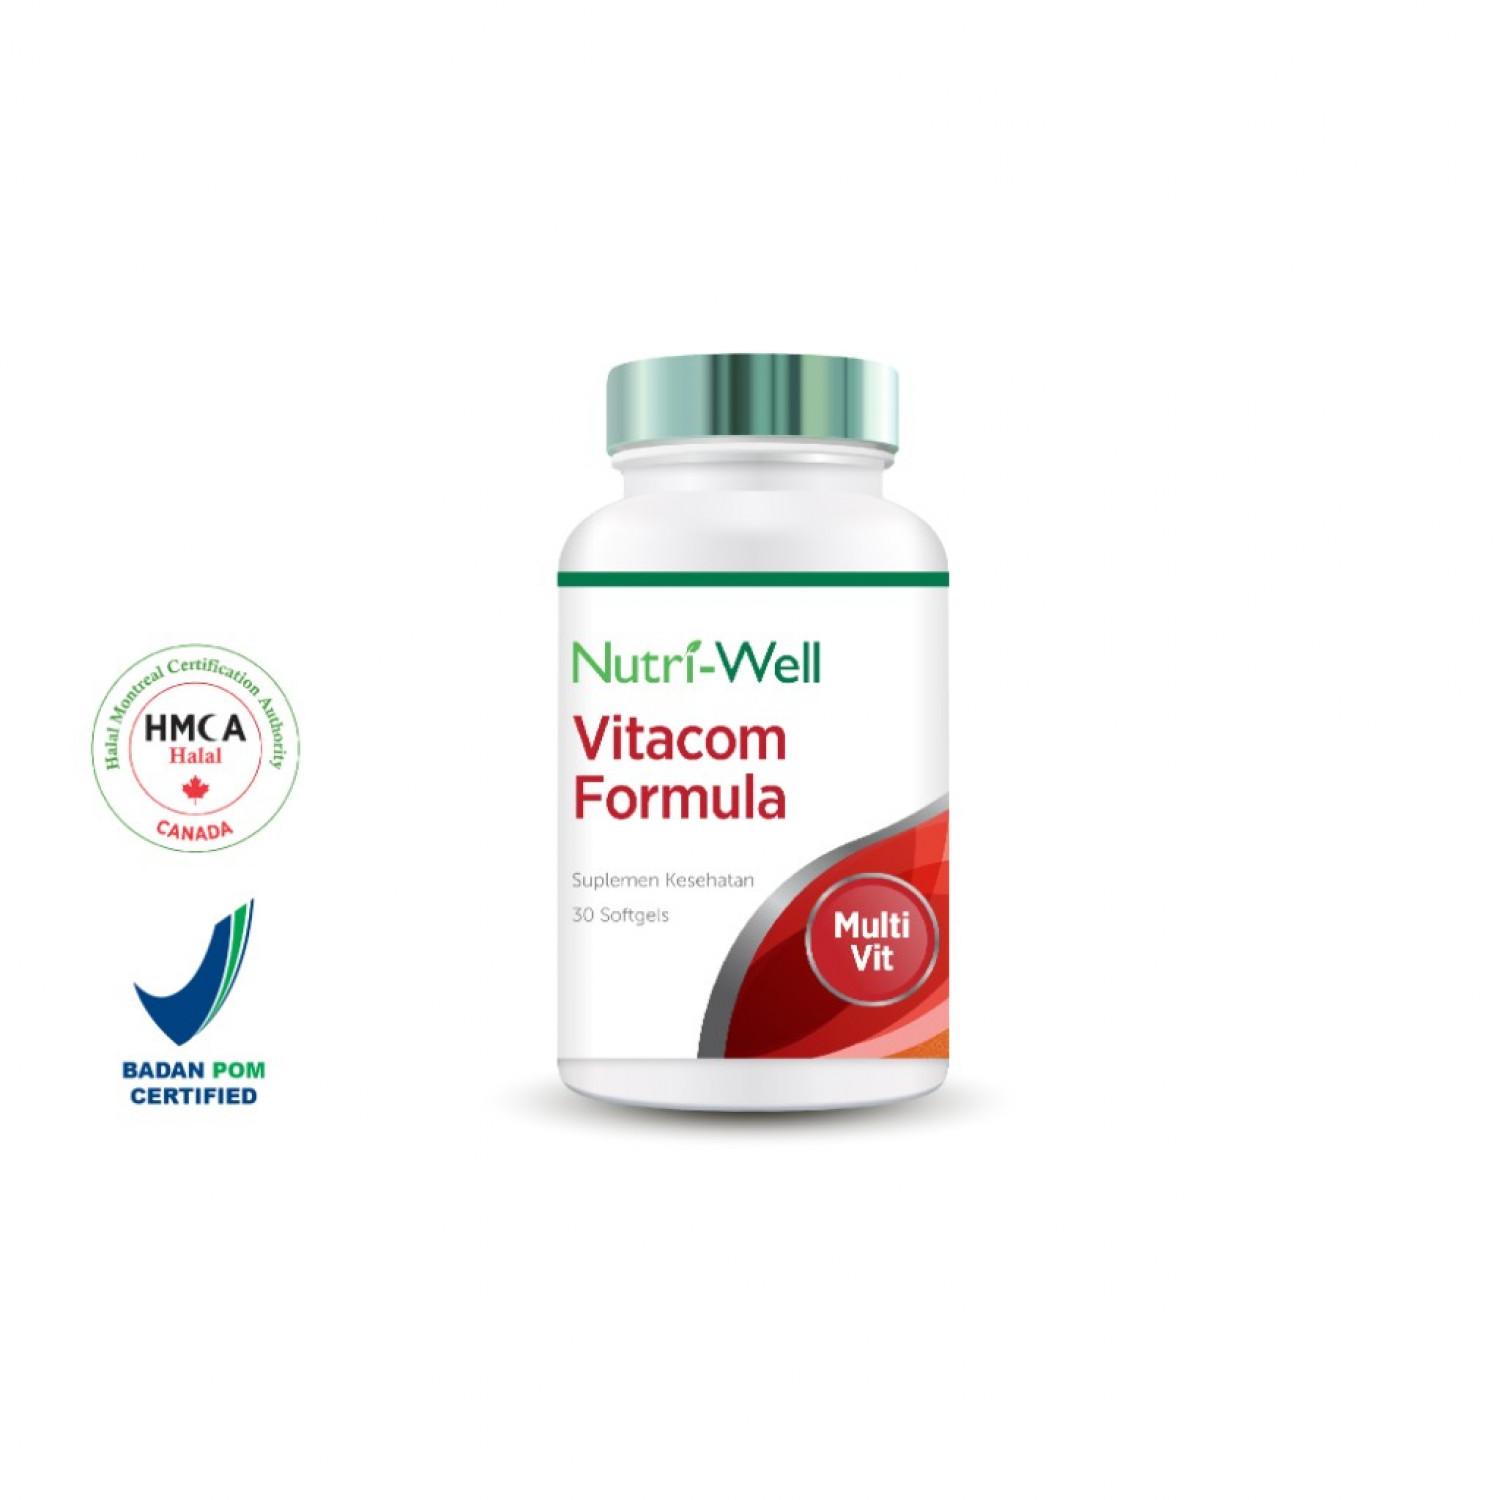 Nutri-Well
Vitacom
Formula
Suplemen Kesehatan
30 Softgels
Multi
Vit
Halal Montreal Certification Authority
HMCA
Halal
CANADA
BADAN POM
CERTIFIED